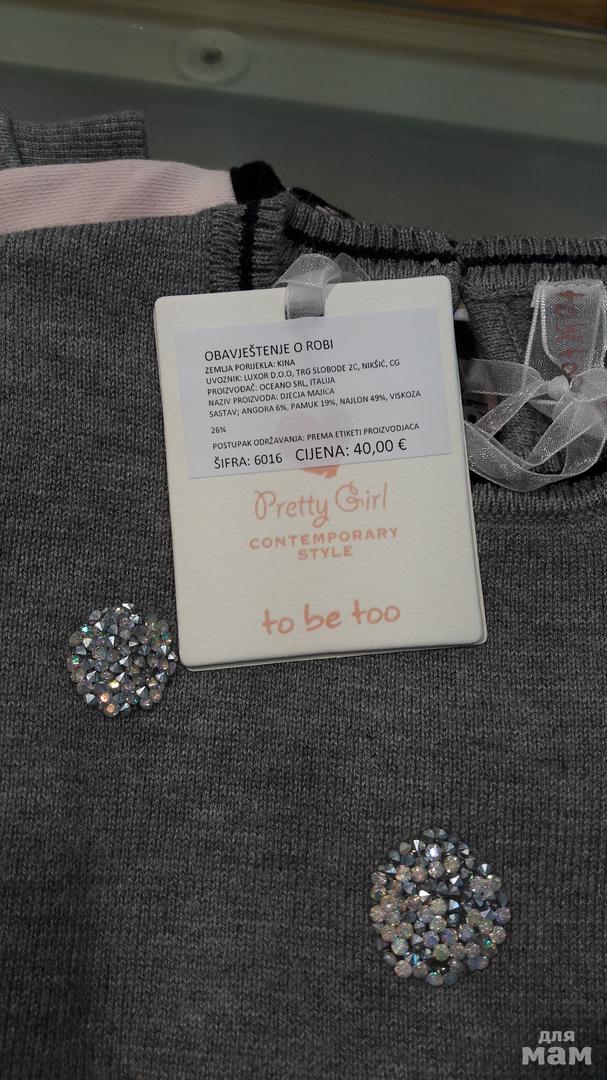 OBAVJEŠTENJE O ROBI
ZEMLJA PORIJEKLA: KINA
UVOZNIK: LUXOR D.O.O, TRG SLOBODE 2C, NIKŠIĆ, CG
PROIZVOĐAČ: OCEANO SRL, ITALIJA
NAZIV PROIZVODA: DJECJA MAJICA
SASTAV; ANGORA 6%, PAMUK 19%, NAJLON 49%, VISKOZA
26%
POSTUPAK ODRŽAVANJA: PREMA ETIKETI PROIZVODJACA
ŠIFRA: 6016 CIJENA: 40,00 €
Pretty Girl
CONTEMPORARY
STYLE
to be too
для
мам